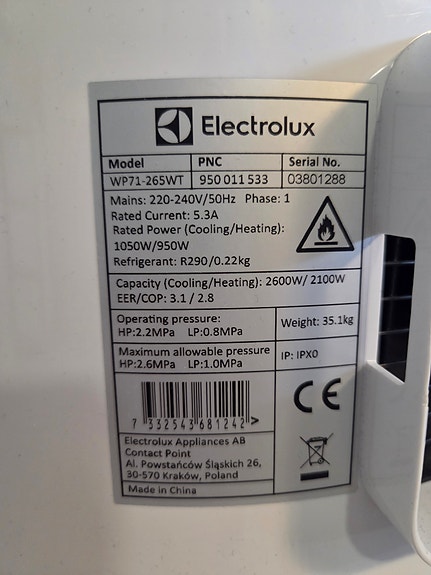 Electrolux
Model PNC Serial No.
WP71-265WT 950 011 533 03801288
Mains: 220-240V/50Hz Phase: 1
Rated Current: 5.3A
Rated Power (Cooling/Heating):
1050W/950W
Refrigerant: R290/0.22kg
Capacity (Cooling/Heating): 2600W/ 2100W
EER/COP: 3.1 / 2.8
Operating pressure:
HP:2.2MPa LP:0.8MPa
Weight: 35.1kg
Maximum allowable pressure
HP:2.6MPa LP:1.0MPa
IP: IPX0
CE
7 332543 681242 >
Electrolux Appliances AB
Contact Point
Al. Powstańców Śląskich 26,
30-570 Kraków, Poland
Made in China